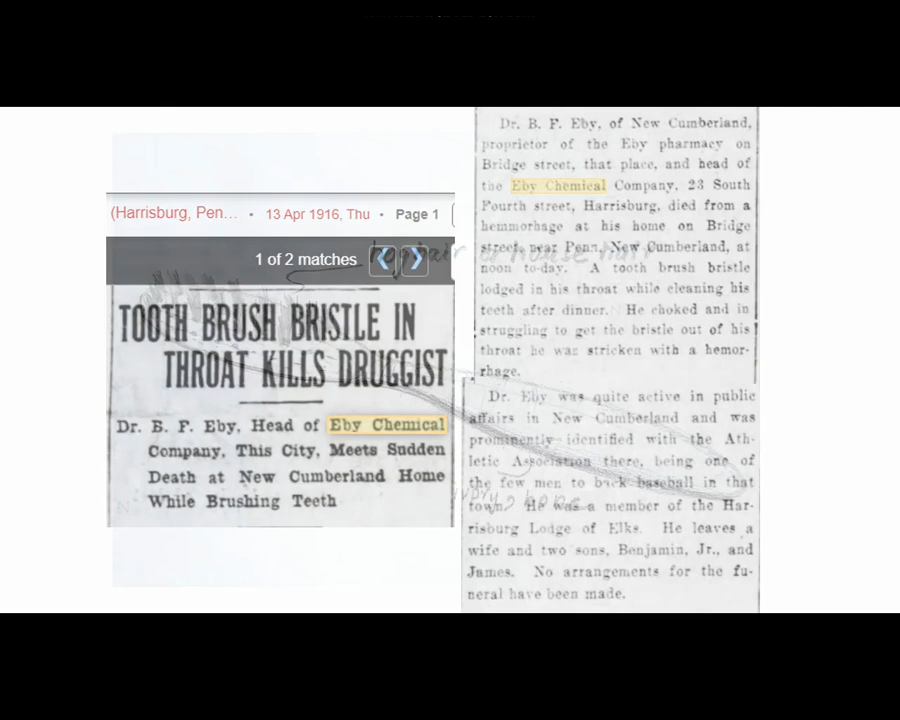 (Harrisburg, Pen... • 13 Apr 1916, Thu • Page 1
1 of 2 matches
TOOTH BRUSH BRISTLE IN
THROAT KILLS DRUGGIST
Dr. B. F. Eby, Head of Eby Chemical
Company, This City, Meets Sudden
Death at New Cumberland Home
While Brushing Teeth
Dr. B. F. Eby, of New Cumberland,
proprietor of the Eby pharmacy on
Bridge street, that place, and head of
the Eby Chemical Company, 23 South
Fourth street, Harrisburg, died from a
hemmorhage at his home on Bridge
street, near Penn, New Cumberland, at
noon to-day. A tooth brush bristle
lodged in his throat while cleaning his
teeth after dinner. He choked and in
struggling to get the bristle out of his
throat he was stricken with a hemor-
rhage.
Dr. Eby was quite active in public
affairs in New Cumberland and was
prominently identified with the Ath-
letic Association there, being one of
the few men to back baseball in that
town. He was a member of the Har-
risburg Lodge of Elks. He leaves a
wife and two sons, Benjamin, Jr., and
James. No arrangements for the fu-
neral have been made.
or
hair